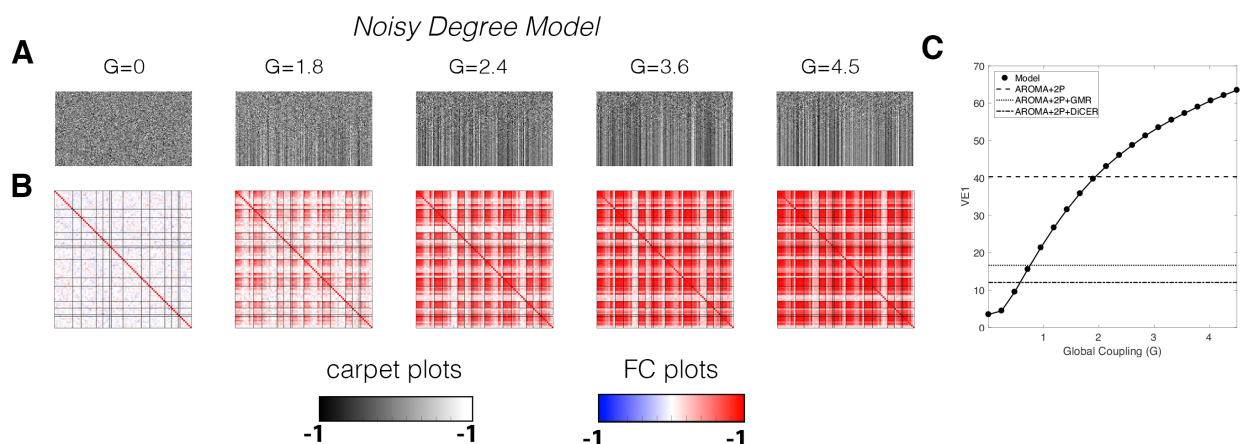 Noisy Degree Model
A
G=0
G=1.8
G=2.4
G=3.6
G=4.5
B
carpet plots
-1
-1
FC plots
-1
-1
C
70
60
50
40
30
20
10
0
VE1
Model
AROMA+2P
AROMA+2P+GMR
AROMA+2P+DiCER
1
2
3
4
Global Coupling (G)